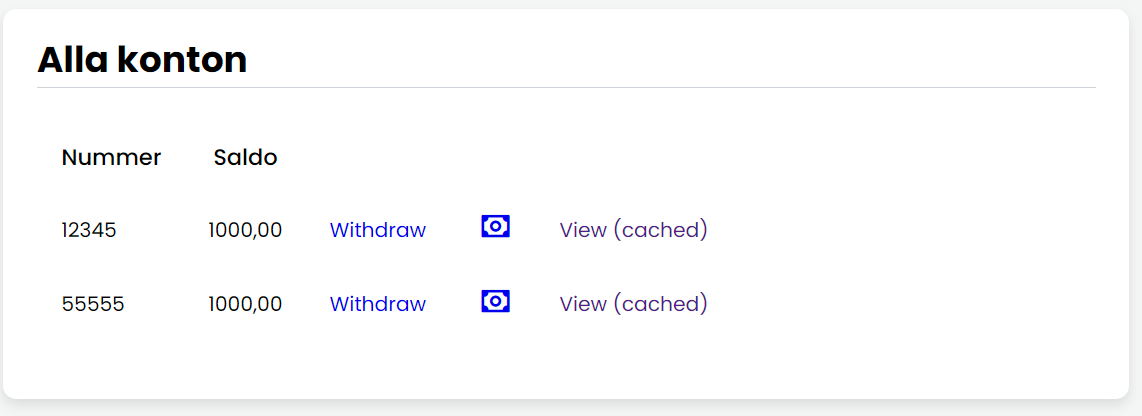 Alla konton
Nummer Saldo
12345 1000,00 Withdraw View (cached)
55555 1000,00 Withdraw View (cached)